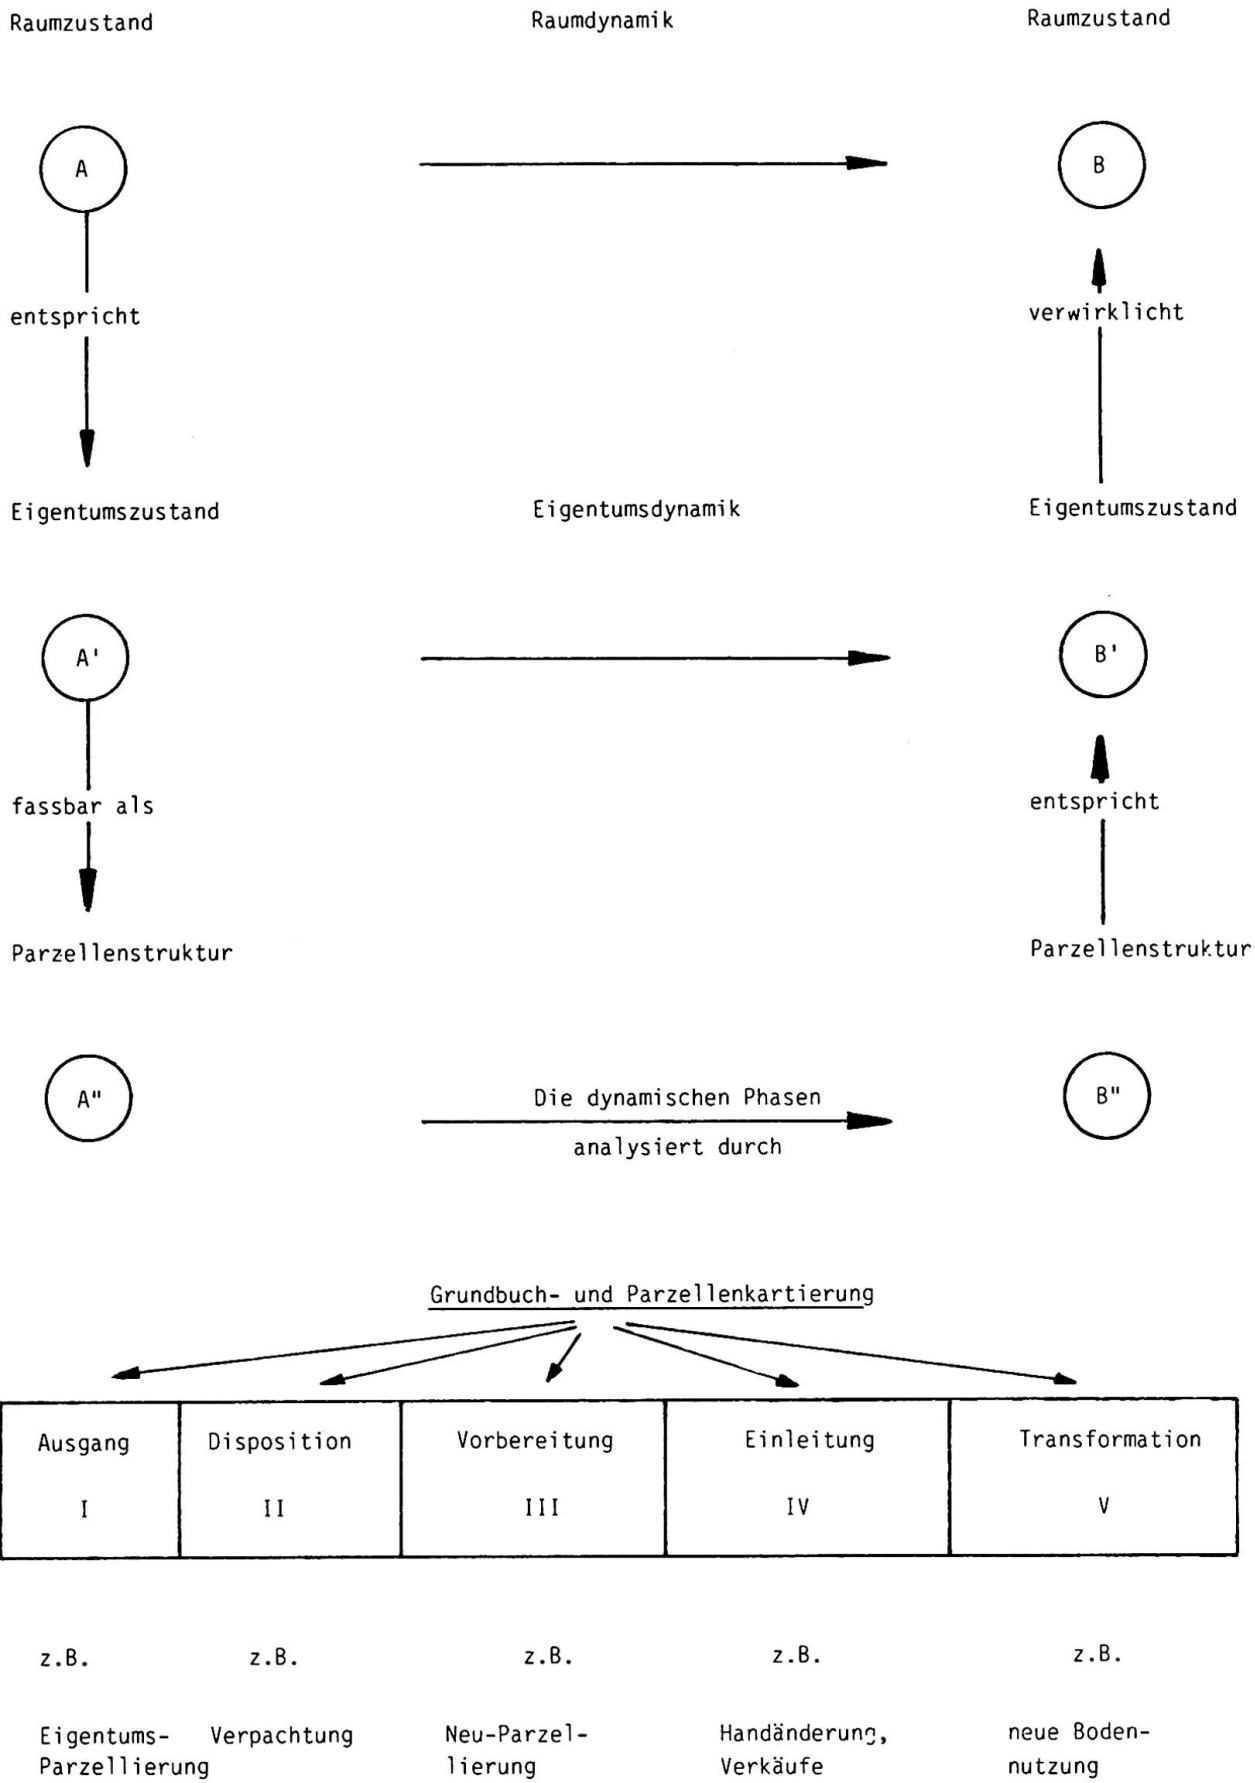 Raumzustand Raumdynamik Raumzustand
A B
entspricht verwirklicht
Eigentumszustand Eigentumsdynamik Eigentumszustand
A' B'
fassbar als entspricht
Parzellenstruktur Parzellenstruktur
A" Die dynamischen Phasen B"
analysiert durch
Grundbuch- und Parzellenkartierung
Ausgang Disposition Vorbereitung Einleitung Transformation
I II III IV V
z.B. z.B. z.B. z.B. z.B.
Eigentums- Verpachtung Neu-Parzel- Handänderung, neue Boden-
Parzellierung lierung Verkäufe nutzung